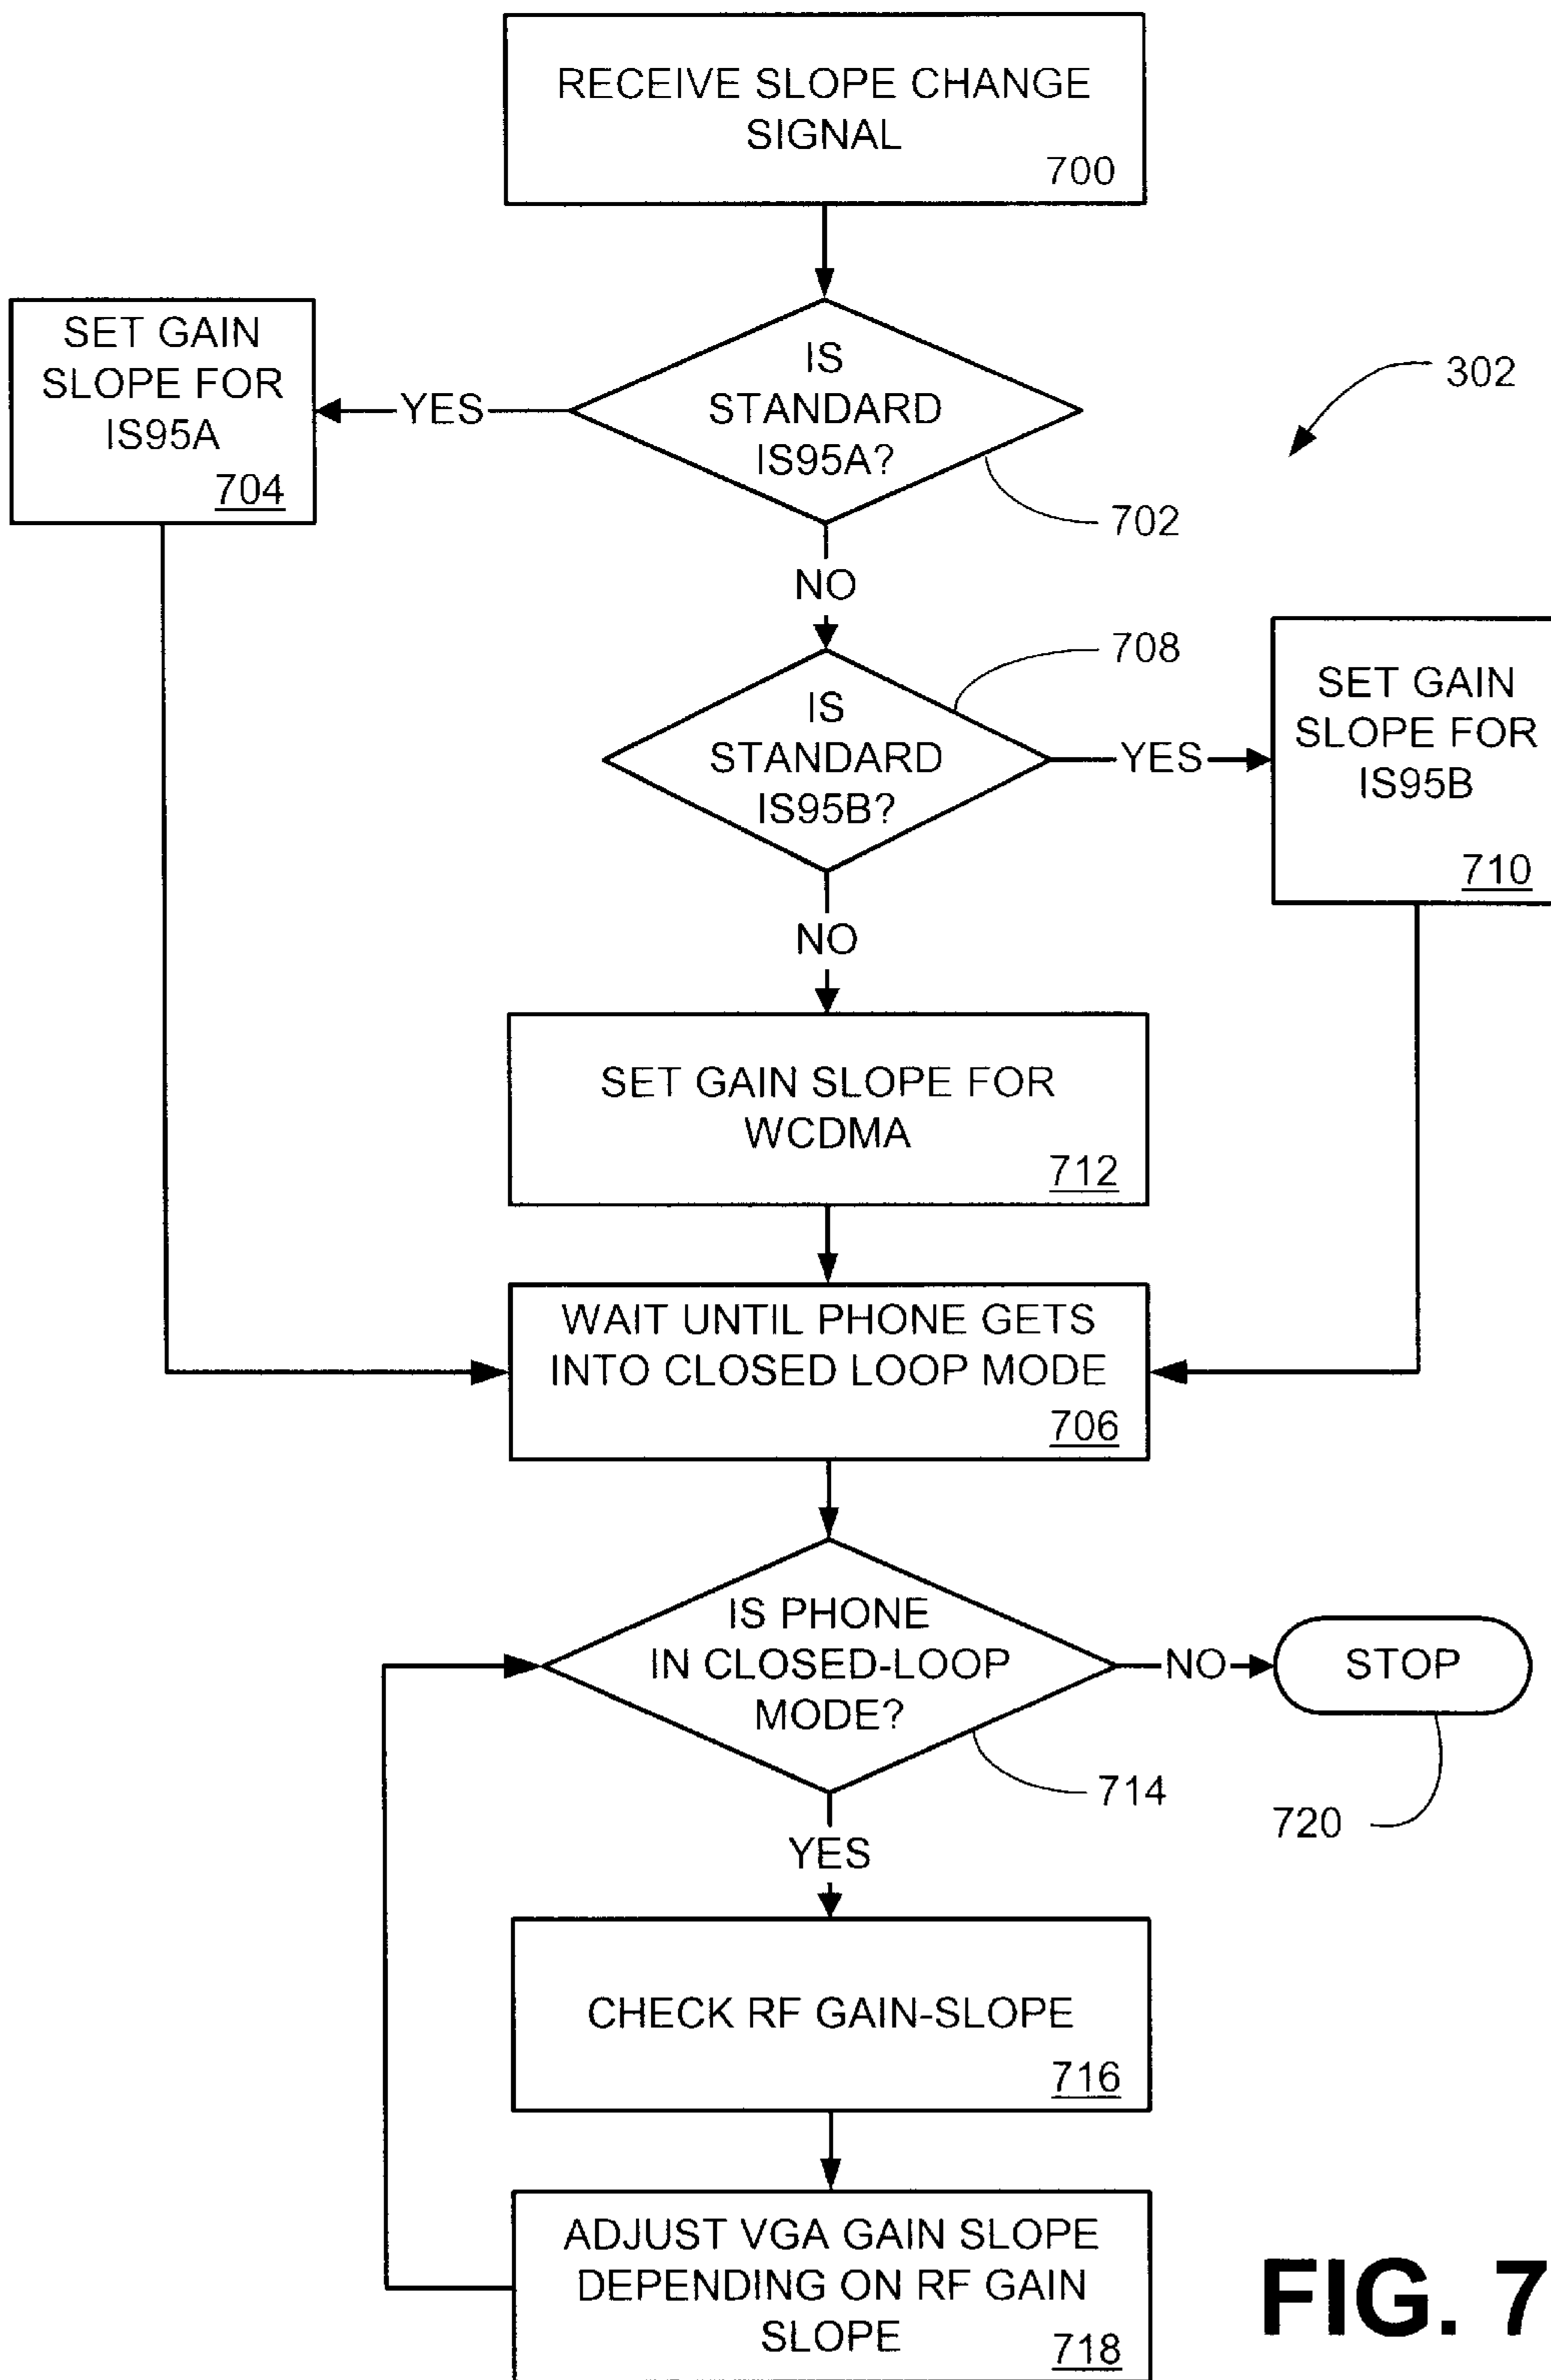 RECEIVE SLOPE CHANGE
SIGNAL
700
SET GAIN
SLOPE FOR
IS95A
704
YES
IS
STANDARD
IS95A?
302
702
NO
708
IS
STANDARD
IS95B?
YES
SET GAIN
SLOPE FOR
IS95B
710
NO
SET GAIN SLOPE FOR
WCDMA
712
WAIT UNTIL PHONE GETS
INTO CLOSED LOOP MODE
706
IS PHONE
IN CLOSED-LOOP
MODE?
NO
STOP
714
720
YES
CHECK RF GAIN-SLOPE
716
ADJUST VGA GAIN SLOPE
DEPENDING ON RF GAIN
SLOPE
718
FIG. 7